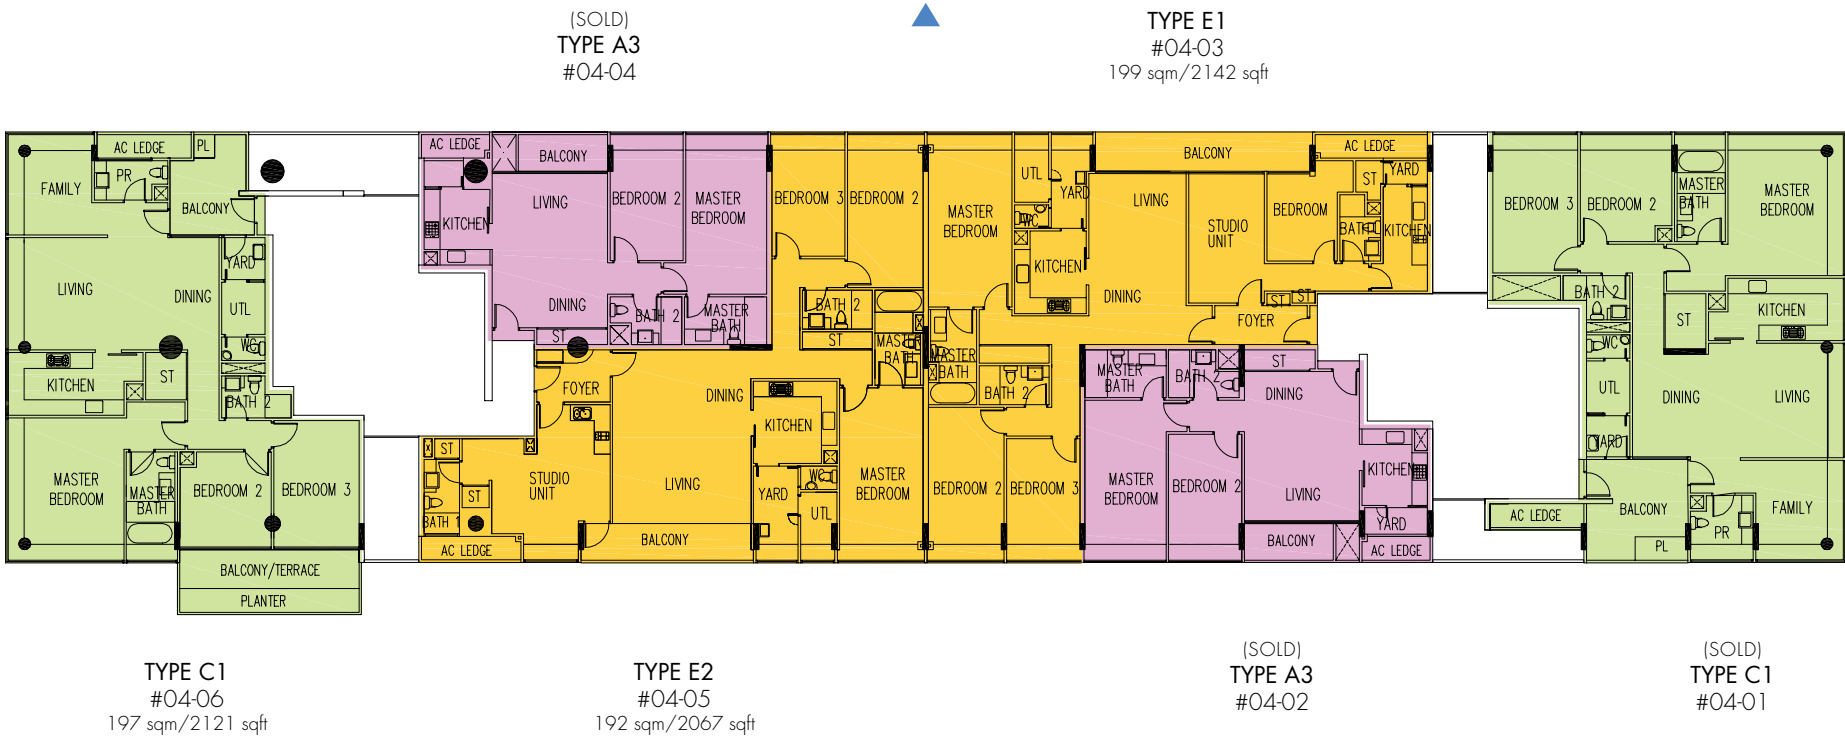 (SOLD)
TYPE A3
#04-04
TYPE E1
#04-03
199 sqm/2142 sqft
AC LEDGE
PL
PR
FAMILY
BALCONY
YARD
LIVING
DINING
UTL
WC
KITCHEN
ST
BATH 2
MASTER
BEDROOM
MASTER
BATH
BEDROOM 2
BEDROOM 3
BALCONY/TERRACE
PLANTER
AC LEDGE
BALCONY
LIVING
BEDROOM 2
MASTER
BEDROOM
KITCHEN
DINING
BATH 2
MASTER
BATH
ST
BEDROOM 3
BEDROOM 2
BATH 2
ST
MASTER
BATH
FOYER
DINING
KITCHEN
ST
STUDIO
UNIT
LIVING
MASTER
BEDROOM
ST
WC
YARD
UTL
BATH 1
BALCONY
AC LEDGE
UTL
YARD
BALCONY
AC LEDGE
YARD
ST
MASTER
BEDROOM
WC
LIVING
STUDIO
UNIT
BEDROOM
BATH
KITCHEN
KITCHEN
DINING
ST
ST
FOYER
MASTER
BATH
BATH 2
BEDROOM 2
BEDROOM 3
MASTER
BATH
BATH 2
ST
DINING
MASTER
BEDROOM
BEDROOM 2
LIVING
KITCHEN
YARD
BALCONY
AC LEDGE
BEDROOM 3
BEDROOM 2
MASTER
BATH
MASTER
BEDROOM
BATH 2
ST
KITCHEN
WC
UTL
DINING
LIVING
YARD
AC LEDGE
BALCONY
PR
FAMILY
PL
TYPE C1
#04-06
197 sqm/2121 sqft
TYPE E2
#04-05
192 sqm/2067 sqft
(SOLD)
TYPE A3
#04-02
(SOLD)
TYPE C1
#04-01